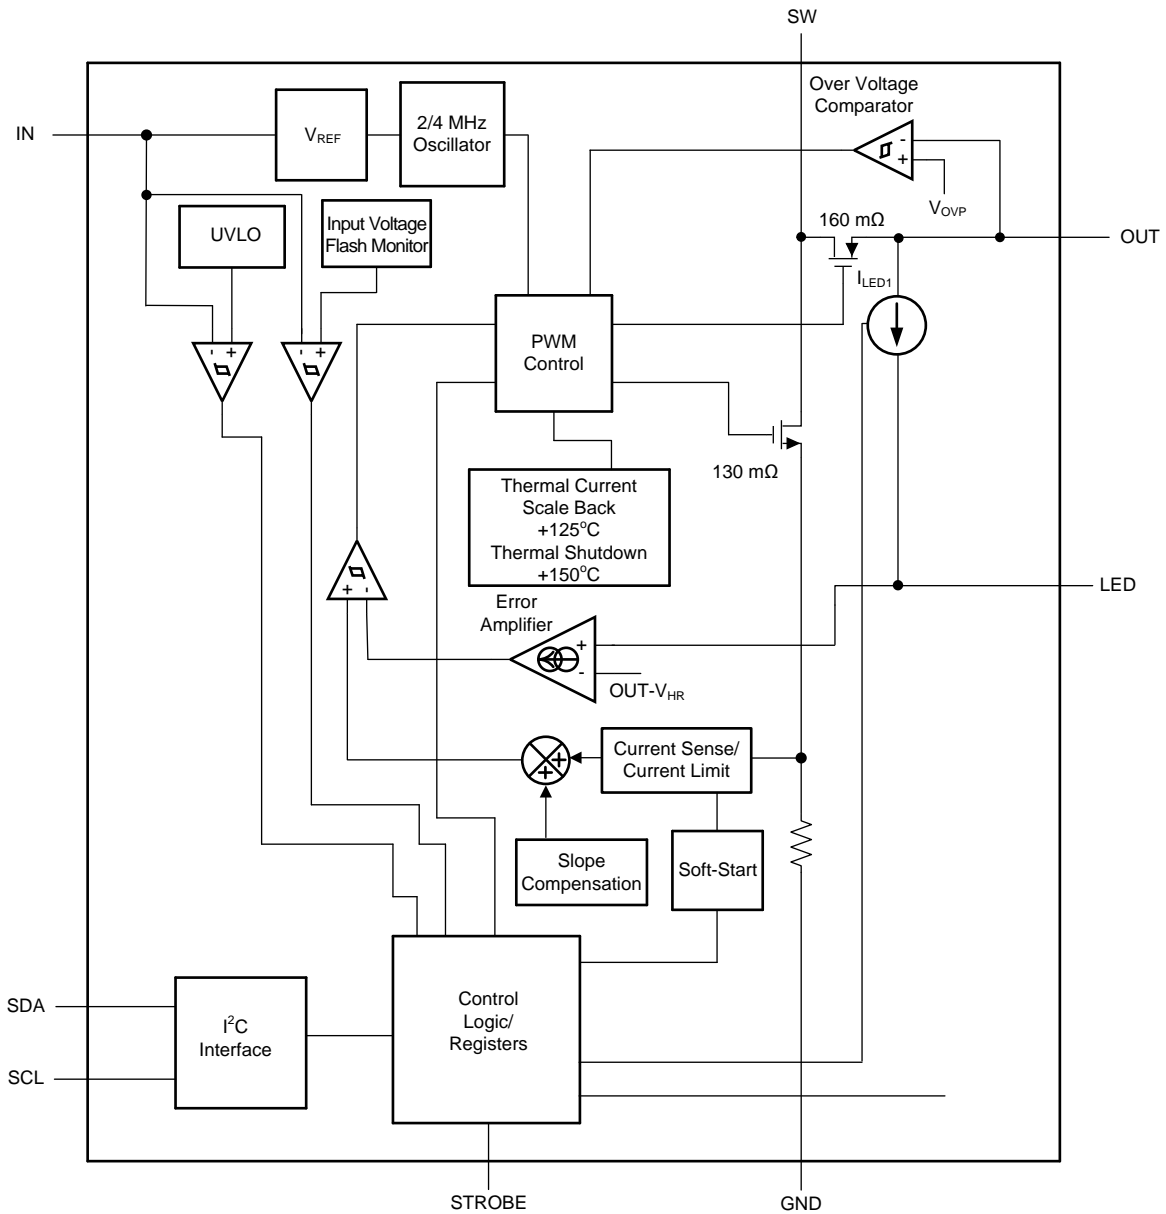 SW
Over Voltage
Comparator
IN
VREF
2/4 MHz
Oscillator
-
+
VOVP
UVLO
Input Voltage
Flash Monitor
160 mΩ
OUT
ILED1
- +
- +
PWM
Control
130 mΩ
Thermal Current
Scale Back
+125°C
Thermal Shutdown
+150°C
+ -
Error
Amplifier
LED
+
-
OUT-VHR
+
+
Current Sense/
Current Limit
Slope
Compensation
Soft-Start
SDA
I²C
Interface
SCL
Control
Logic/
Registers
STROBE
GND